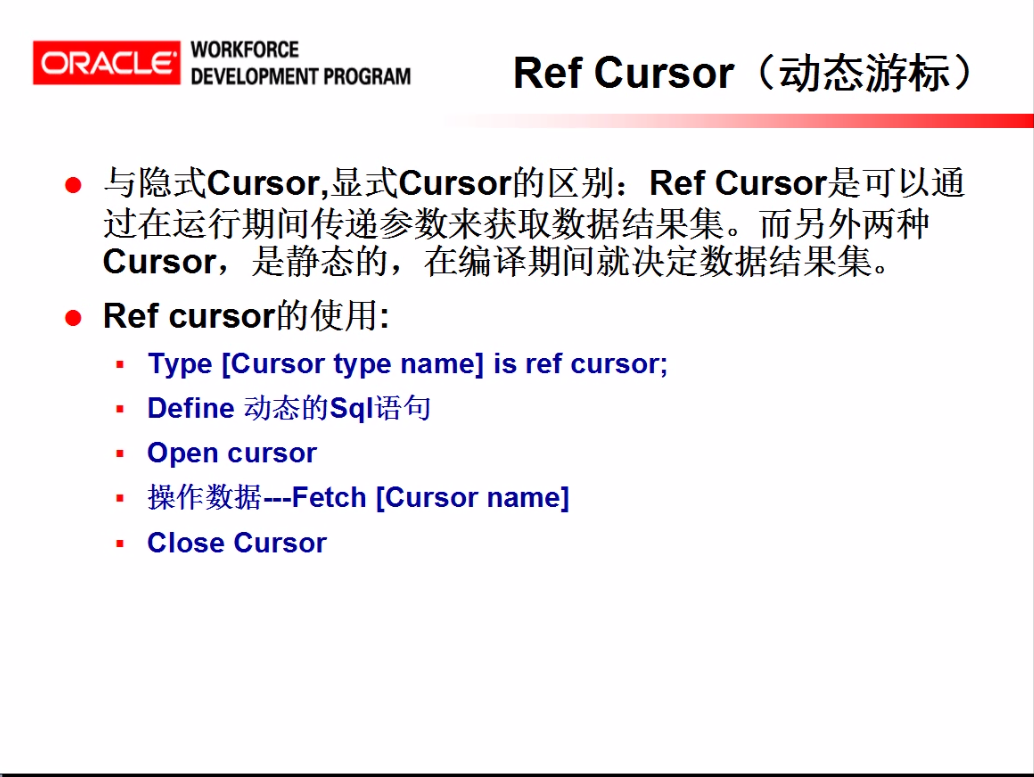 ORACLE WORKFORCE
DEVELOPMENT PROGRAM
Ref Cursor（动态游标）
与隐式Cursor,显式Cursor的区别：Ref Cursor是可以通
过在运行期间传递参数来获取数据结果集。而另外两种
Cursor，是静态的，在编译期间就决定数据结果集。
Ref cursor的使用:
Type [Cursor type name] is ref cursor;
Define 动态的Sql语句
Open cursor
操作数据---Fetch [Cursor name]
Close Cursor